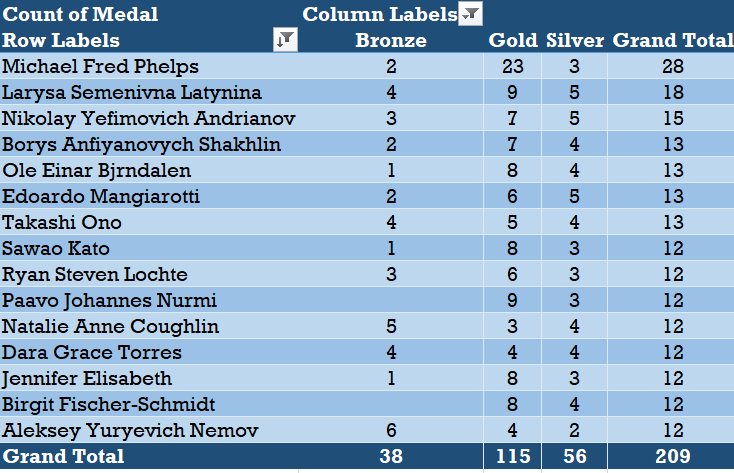 Count of Medal Column Labels
Row Labels Bronze Gold Silver Grand Total
Michael Fred Phelps 2 23 3 28
Larysa Semenivna Latynina 4 9 5 18
Nikolay Yefimovich Andrianov 3 7 5 15
Borys Anfiyanovych Shakhlin 2 7 4 13
Ole Einar Bjrndalen 1 8 4 13
Edoardo Mangiarotti 2 6 5 13
Takashi Ono 4 5 4 13
Sawao Kato 1 8 3 12
Ryan Steven Lochte 3 6 3 12
Paavo Johannes Nurmi 9 3 12
Natalie Anne Coughlin 5 3 4 12
Dara Grace Torres 4 4 4 12
Jennifer Elisabeth 1 8 3 12
Birgit Fischer-Schmidt 8 4 12
Aleksey Yuryevich Nemov 6 4 2 12
Grand Total 38 115 56 209